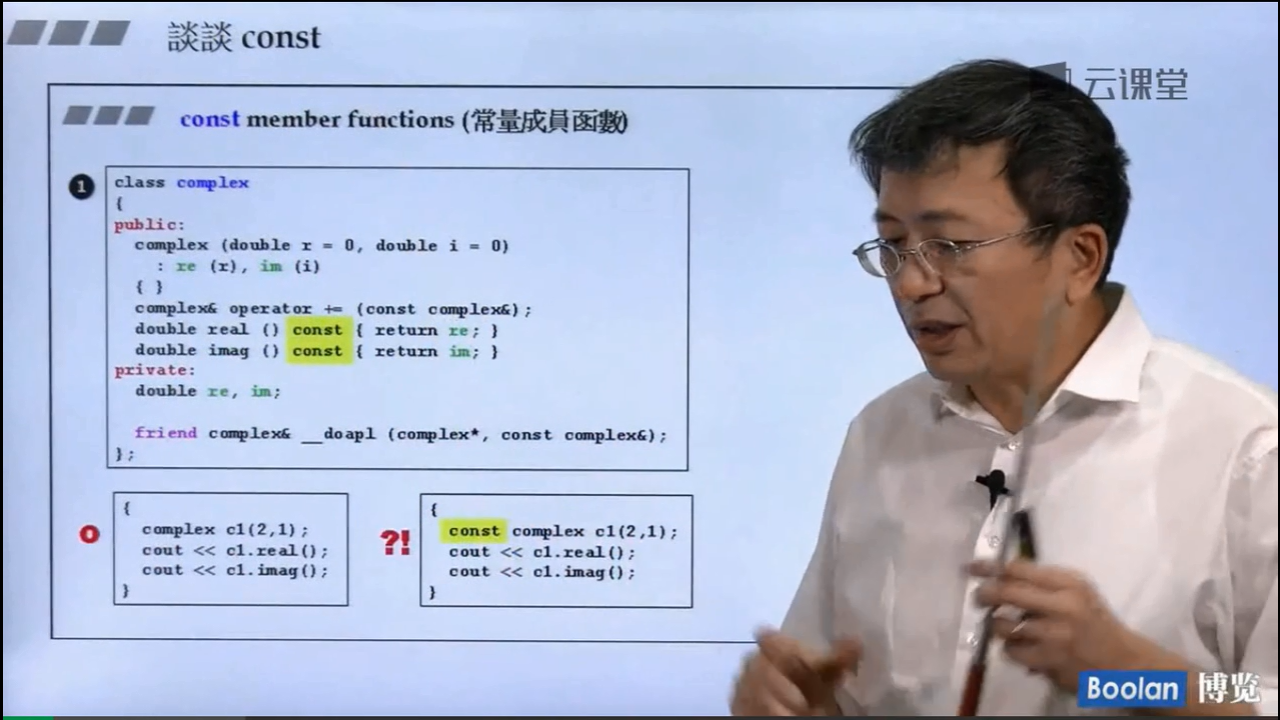 談談 const
云课堂
const member functions (常量成員函數)
1
class complex
{
public:
complex (double r = 0, double i = 0)
: re (r), im (i)
{ }
complex& operator += (const complex&);
double real () const { return re; }
double imag () const { return im; }
private:
double re, im;
friend complex& __doapl (complex*, const complex&);
};
O
{
complex c1(2,1);
cout << c1.real();
cout << c1.imag();
}
?!
{
const complex c1(2,1);
cout << c1.real();
cout << c1.imag();
}
Boolan 博览